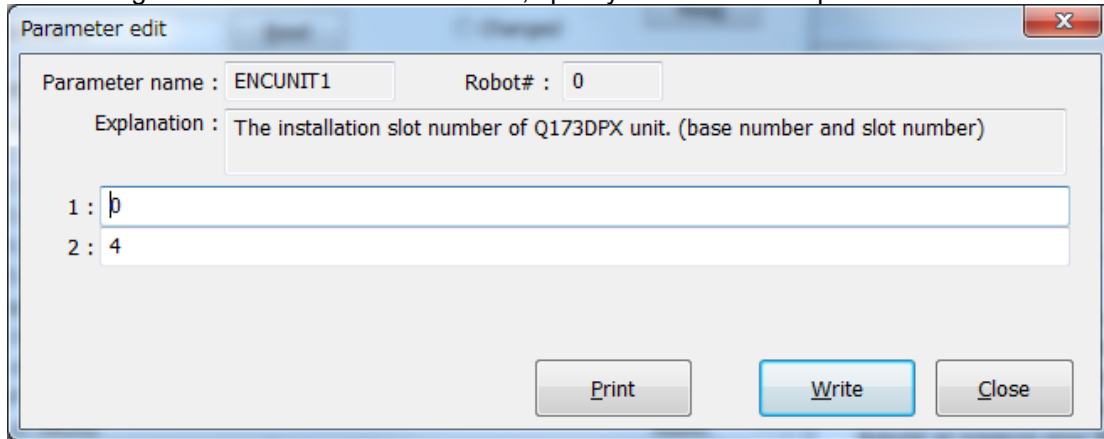 Parameter edit
Parameter name : ENCUNIT1 Robot# : 0
Explanation : The installation slot number of Q173DPX unit. (base number and slot number)
1 : 0
2 : 4
Print Write Close